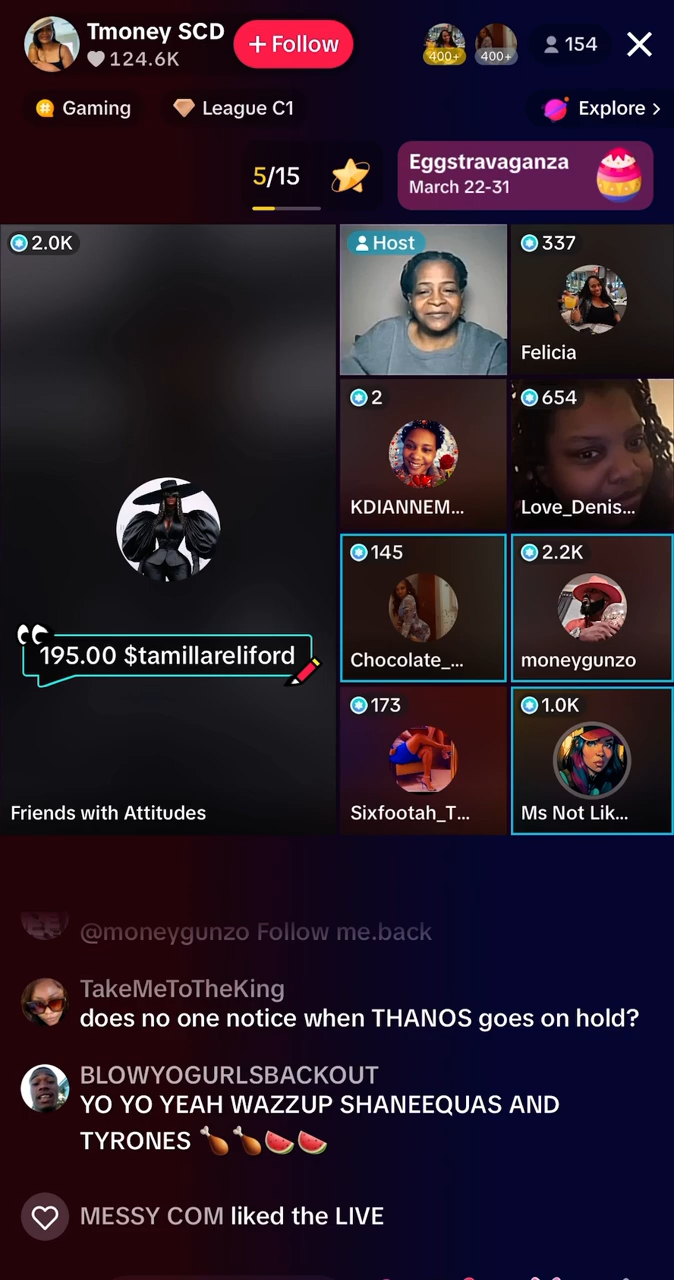 Tmoney SCD
124.6K
+ Follow
400+
400+
154
Gaming
League C1
Explore >
5/15
Eggstravaganza
March 22-31
2.0K
Host
337
Felicia
2
KDIANNEM...
654
Love_Denis...
195.00 $tamillareliford
Friends with Attitudes
145
Chocolate_...
2.2K
moneygunzo
173
Sixfootah_T...
1.0K
Ms Not Lik...
@moneygunzo Follow me.back
TakeMeToTheKing
does no one notice when THANOS goes on hold?
BLOWYOGURLSBACKOUT
YO YO YEAH WAZZUP SHANEEQUAS AND
TYRONES 🍗🍗🍉🍉
MESSY COM liked the LIVE